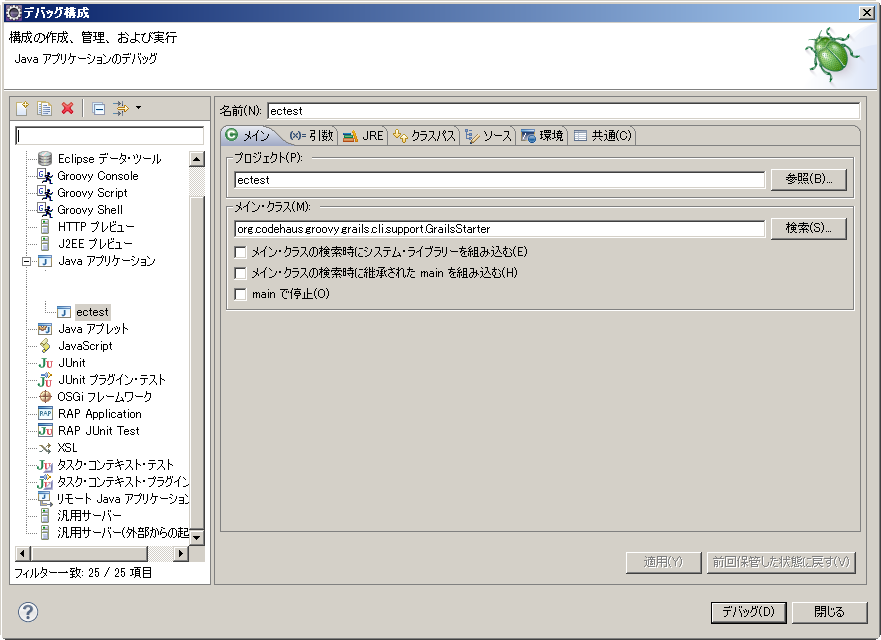 デバッグ構成
構成の作成、管理、および実行
Java アプリケーションのデバッグ
名前(N): ectest
メイン
(x)= 引数
JRE
クラスパス
ソース
環境
共通(C)
プロジェクト(P):
ectest
参照(B)...
メイン・クラス(M):
org.codehaus.groovy.grails.cli.support.GrailsStarter
検索(S)...
メイン・クラスの検索時にシステム・ライブラリーを組み込む(E)
メイン・クラスの検索時に継承された main を組み込む(H)
main で停止(O)
Eclipse データ・ツール
Groovy Console
Groovy Script
Groovy Shell
HTTP プレビュー
J2EE プレビュー
Java アプリケーション
ectest
Java アプレット
JavaScript
JUnit
JUnit プラグイン・テスト
OSGi フレームワーク
RAP Application
RAP JUnit Test
XSL
タスク・コンテキスト・テスト
タスク・コンテキスト・プラグイン
リモート Java アプリケーション
汎用サーバー
汎用サーバー(外部からの起
フィルター一致: 25 / 25 項目
適用(Y)
前回保管した状態に戻す(V)
デバッグ(D)
閉じる